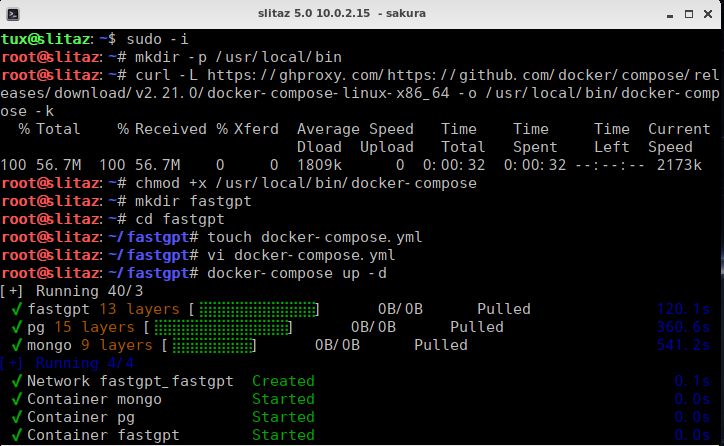 slitaz 5.0 10.0.2.15 - sakura
tux@slitaz:~$ sudo -i
root@slitaz:~# mkdir -p /usr/local/bin
root@slitaz:~# curl -L https://ghproxy.com/https://github.com/docker/compose/rel
eases/download/v2.21.0/docker-compose-linux-x86_64 -o /usr/local/bin/docker-comp
ose -k
% Total % Received % Xferd Average Speed Time Time Time Current
Dload Upload Total Spent Left Speed
100 56.7M 100 56.7M 0 0 1809k 0 0:00:32 0:00:32 --:--:-- 2173k
root@slitaz:~# chmod +x /usr/local/bin/docker-compose
root@slitaz:~# mkdir fastgpt
root@slitaz:~# cd fastgpt
root@slitaz:~/fastgpt# touch docker-compose.yml
root@slitaz:~/fastgpt# vi docker-compose.yml
root@slitaz:~/fastgpt# docker-compose up -d
[+] Running 40/3
✔ fastgpt 13 layers [⣿⣿⣿⣿⣿⣿⣿⣿⣿⣿⣿⣿⣿] 0B/0B Pulled 120.1s
✔ pg 15 layers [⣿⣿⣿⣿⣿⣿⣿⣿⣿⣿⣿⣿⣿⣿⣿] 0B/0B Pulled 360.6s
✔ mongo 9 layers [⣿⣿⣿⣿⣿⣿⣿⣿⣿] 0B/0B Pulled 541.2s
[+] Running 4/4
✔ Network fastgpt_fastgpt Created 0.1s
✔ Container mongo Started 0.0s
✔ Container pg Started 0.0s
✔ Container fastgpt Started 0.0s